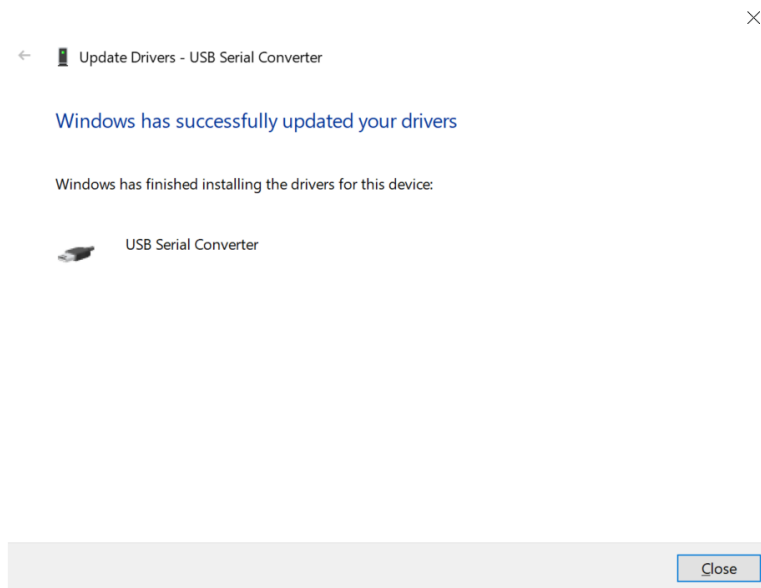 Update Drivers - USB Serial Converter
Windows has successfully updated your drivers
Windows has finished installing the drivers for this device:
USB Serial Converter
Close